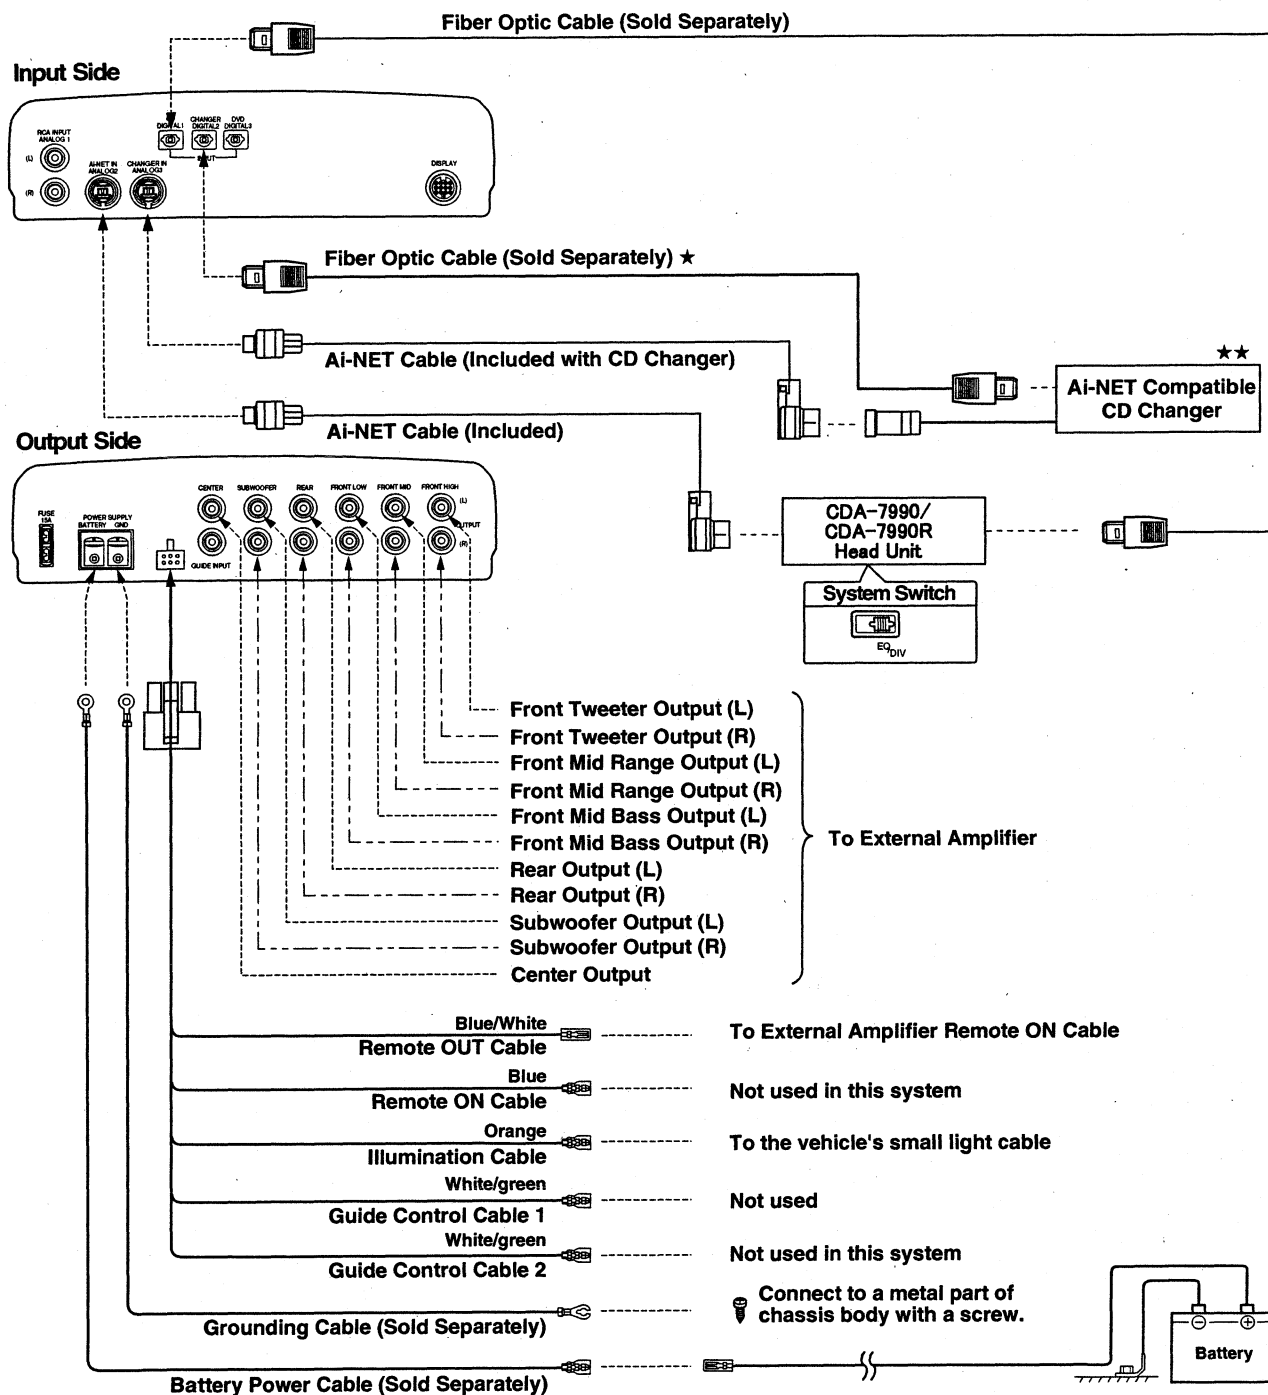 Fiber Optic Cable (Sold Separately)
Input Side
RCA INPUT
ANALOG 1
(L)
(R)
Ai-NET IN
ANALOG2
CHANGER IN
ANALOG3
DIGITAL1
CHANGER
DIGITAL2
DVD
DIGITAL3
INPUT
DISPLAY
Fiber Optic Cable (Sold Separately) ★
Ai-NET Cable (Included with CD Changer)
★★
Ai-NET Compatible
CD Changer
Ai-NET Cable (Included)
Output Side
FUSE
15A
POWER SUPPLY
BATTERY GND
GUIDE INPUT
CENTER
SUBWOOFER
REAR
FRONT LOW
FRONT MID
FRONT HIGH
(L)
OUTPUT
(R)
CDA-7990/
CDA-7990R
Head Unit
System Switch
EQ/DIV
Front Tweeter Output (L)
Front Tweeter Output (R)
Front Mid Range Output (L)
Front Mid Range Output (R)
Front Mid Bass Output (L)
Front Mid Bass Output (R)
Rear Output (L)
Rear Output (R)
Subwoofer Output (L)
Subwoofer Output (R)
Center Output
To External Amplifier
Blue/White
Remote OUT Cable
To External Amplifier Remote ON Cable
Blue
Remote ON Cable
Not used in this system
Orange
Illumination Cable
To the vehicle's small light cable
White/green
Guide Control Cable 1
Not used
White/green
Guide Control Cable 2
Not used in this system
Grounding Cable (Sold Separately)
Connect to a metal part of
chassis body with a screw.
Battery Power Cable (Sold Separately)
Battery